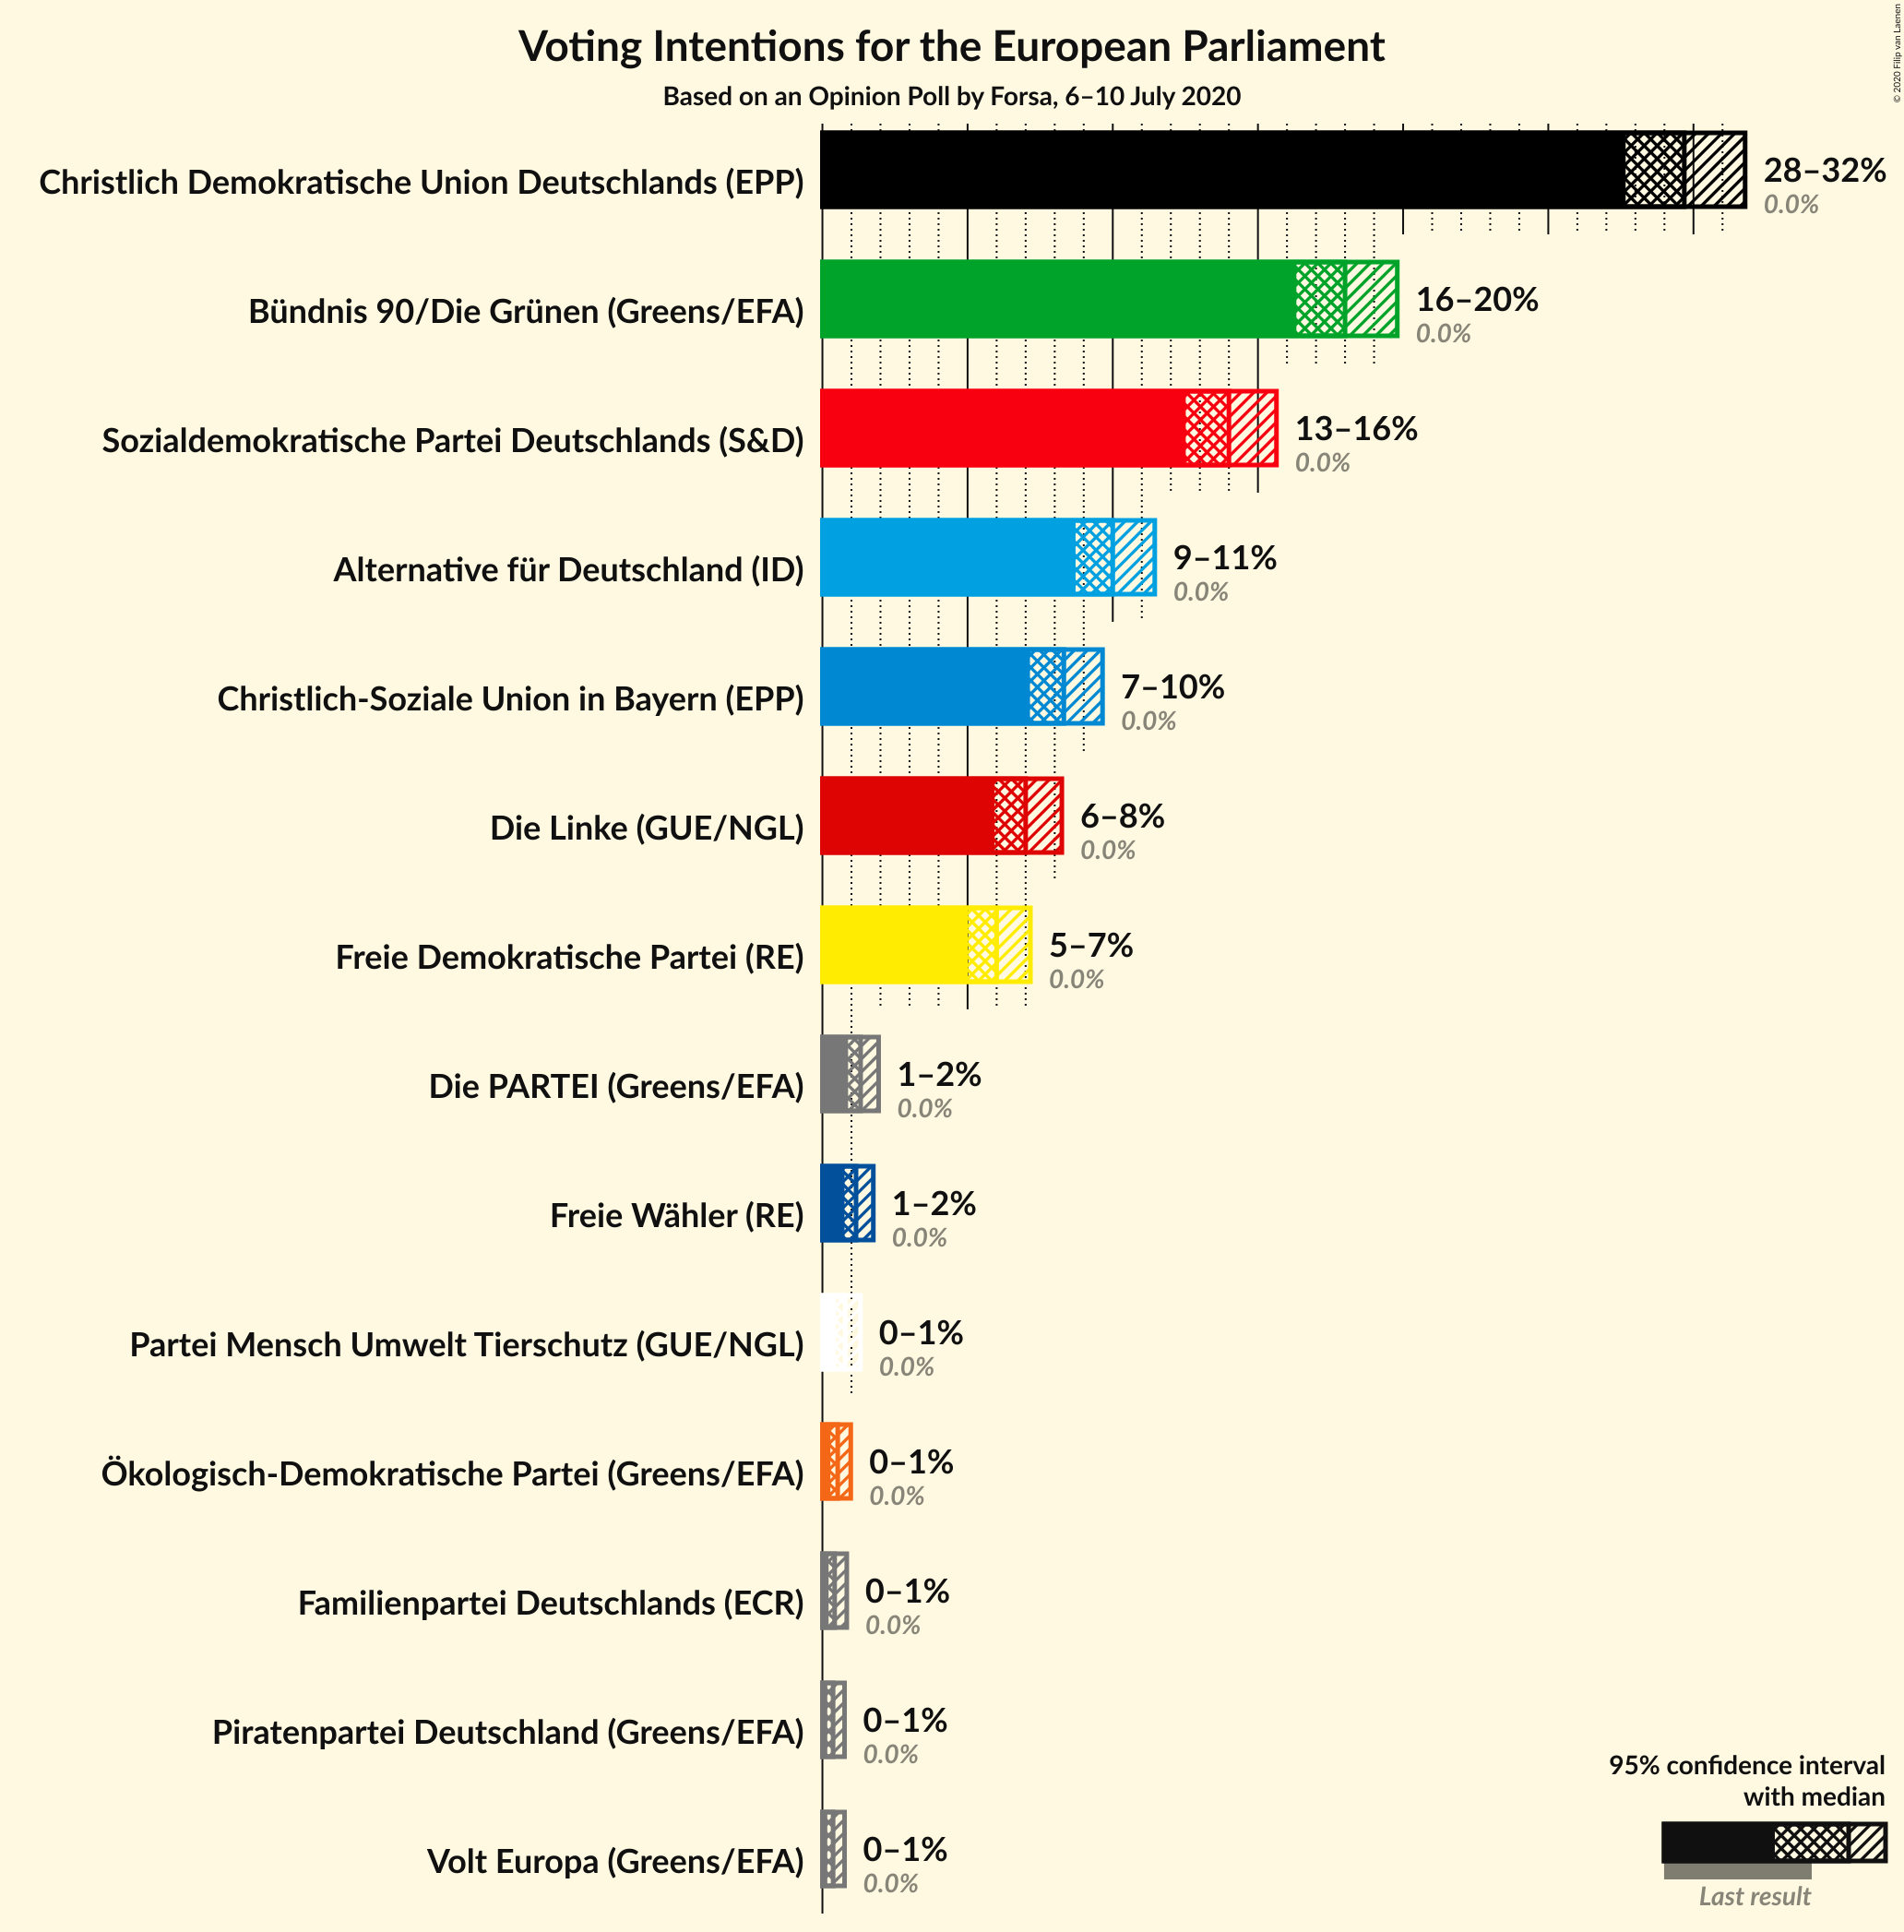 Voting Intentions for the European Parliament
Based on an Opinion Poll by Forsa, 6–10 July 2020
© 2020 Filip van Laenen
Christlich Demokratische Union Deutschlands (EPP)
28–32%
0.0%
Bündnis 90/Die Grünen (Greens/EFA)
16–20%
0.0%
Sozialdemokratische Partei Deutschlands (S&D)
13–16%
0.0%
Alternative für Deutschland (ID)
9–11%
0.0%
Christlich-Soziale Union in Bayern (EPP)
7–10%
0.0%
Die Linke (GUE/NGL)
6–8%
0.0%
Freie Demokratische Partei (RE)
5–7%
0.0%
Die PARTEI (Greens/EFA)
1–2%
0.0%
Freie Wähler (RE)
1–2%
0.0%
Partei Mensch Umwelt Tierschutz (GUE/NGL)
0–1%
0.0%
Ökologisch-Demokratische Partei (Greens/EFA)
0–1%
0.0%
Familienpartei Deutschlands (ECR)
0–1%
0.0%
Piratenpartei Deutschland (Greens/EFA)
0–1%
0.0%
Volt Europa (Greens/EFA)
0–1%
0.0%
95% confidence interval
with median
Last result